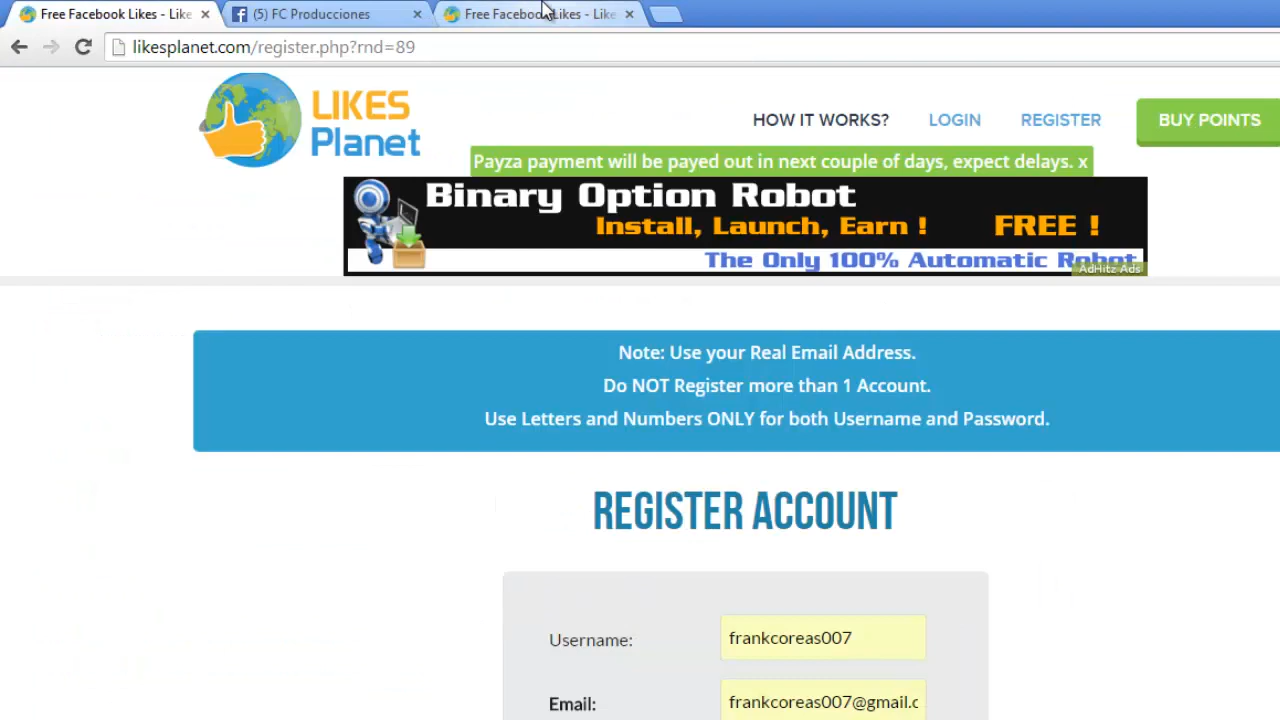 Free Facebook Likes - Like
(5) FC Producciones
Free Facebook Likes - Like
likesplanet.com/register.php?rnd=89
LIKES
Planet
HOW IT WORKS?
LOGIN
REGISTER
BUY POINTS
Payza payment will be payed out in next couple of days, expect delays. x
Binary Option Robot
Install, Launch, Earn !
FREE !
The Only 100% Automatic Robot
AdHitz Ads
Note: Use your Real Email Address.
Do NOT Register more than 1 Account.
Use Letters and Numbers ONLY for both Username and Password.
REGISTER ACCOUNT
Username:
frankcoreas007
Email:
frankcoreas007@gmail.c